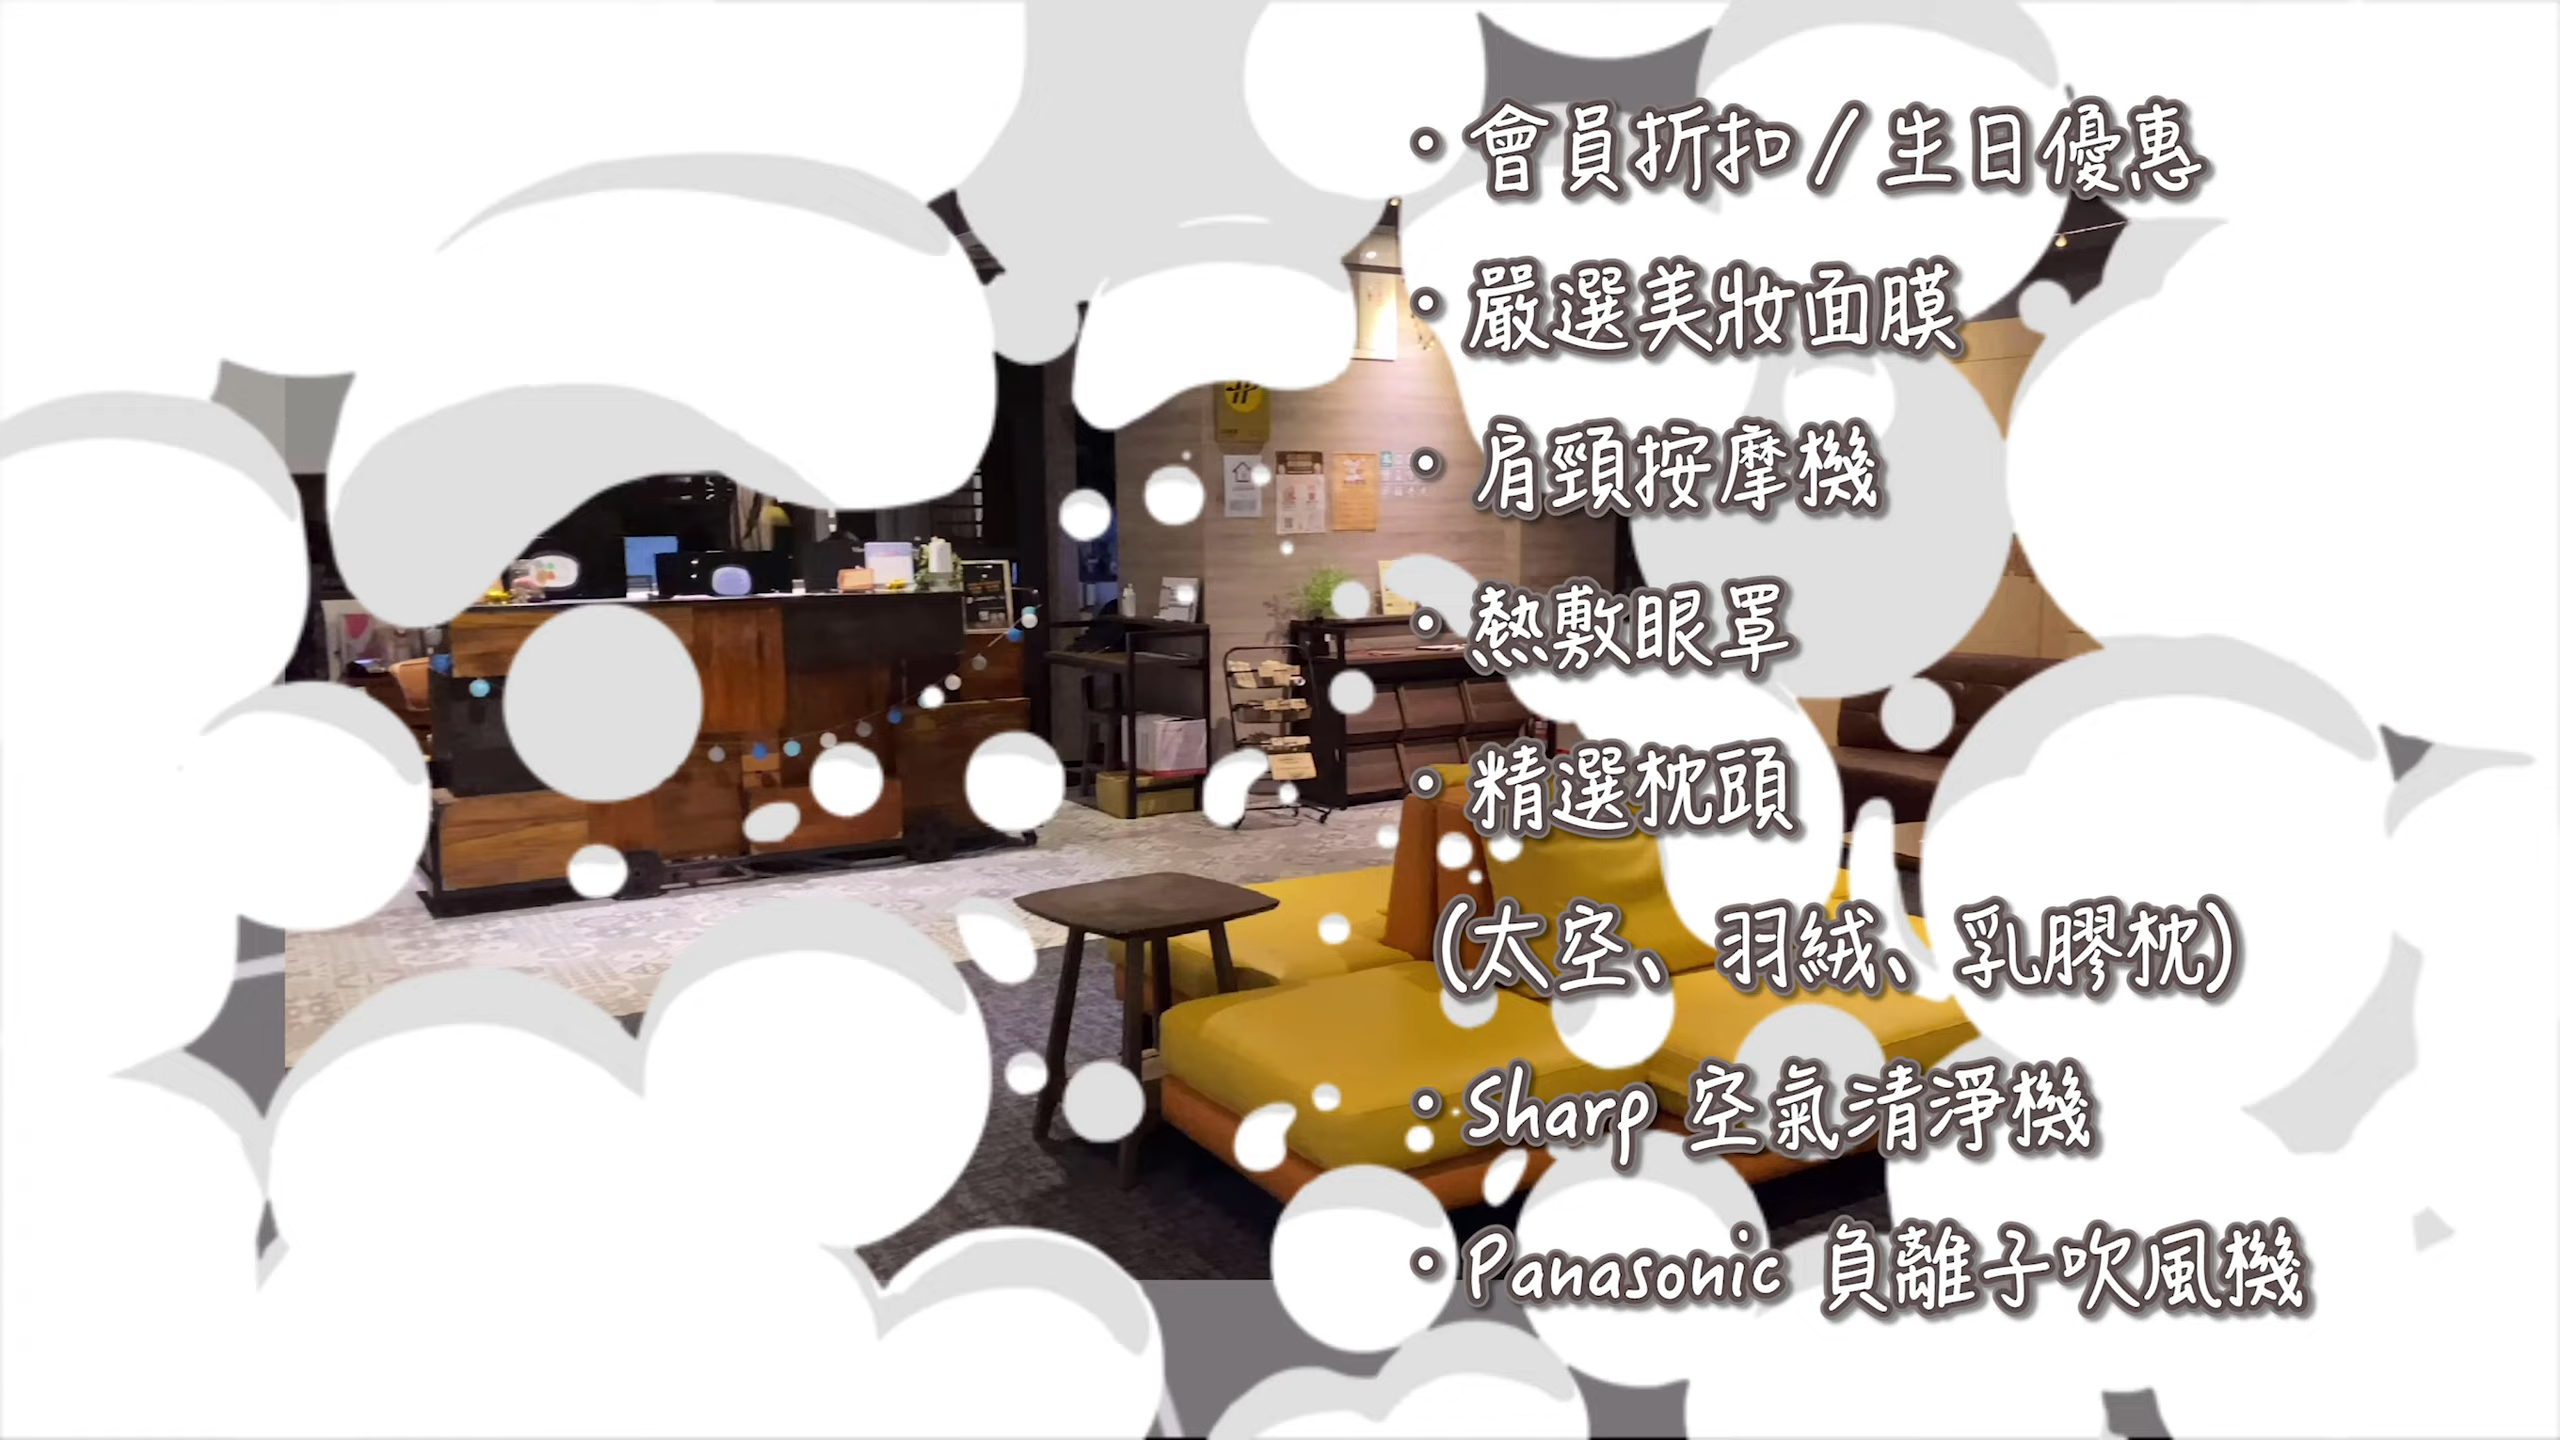 ・會員折扣/生日優惠
・嚴選美妝面膜
・肩頸按摩機
・熱敷眼罩
・精選枕頭
(太空、羽絨、乳膠枕)
・Sharp 空氣清淨機
・Panasonic 負離子吹風機